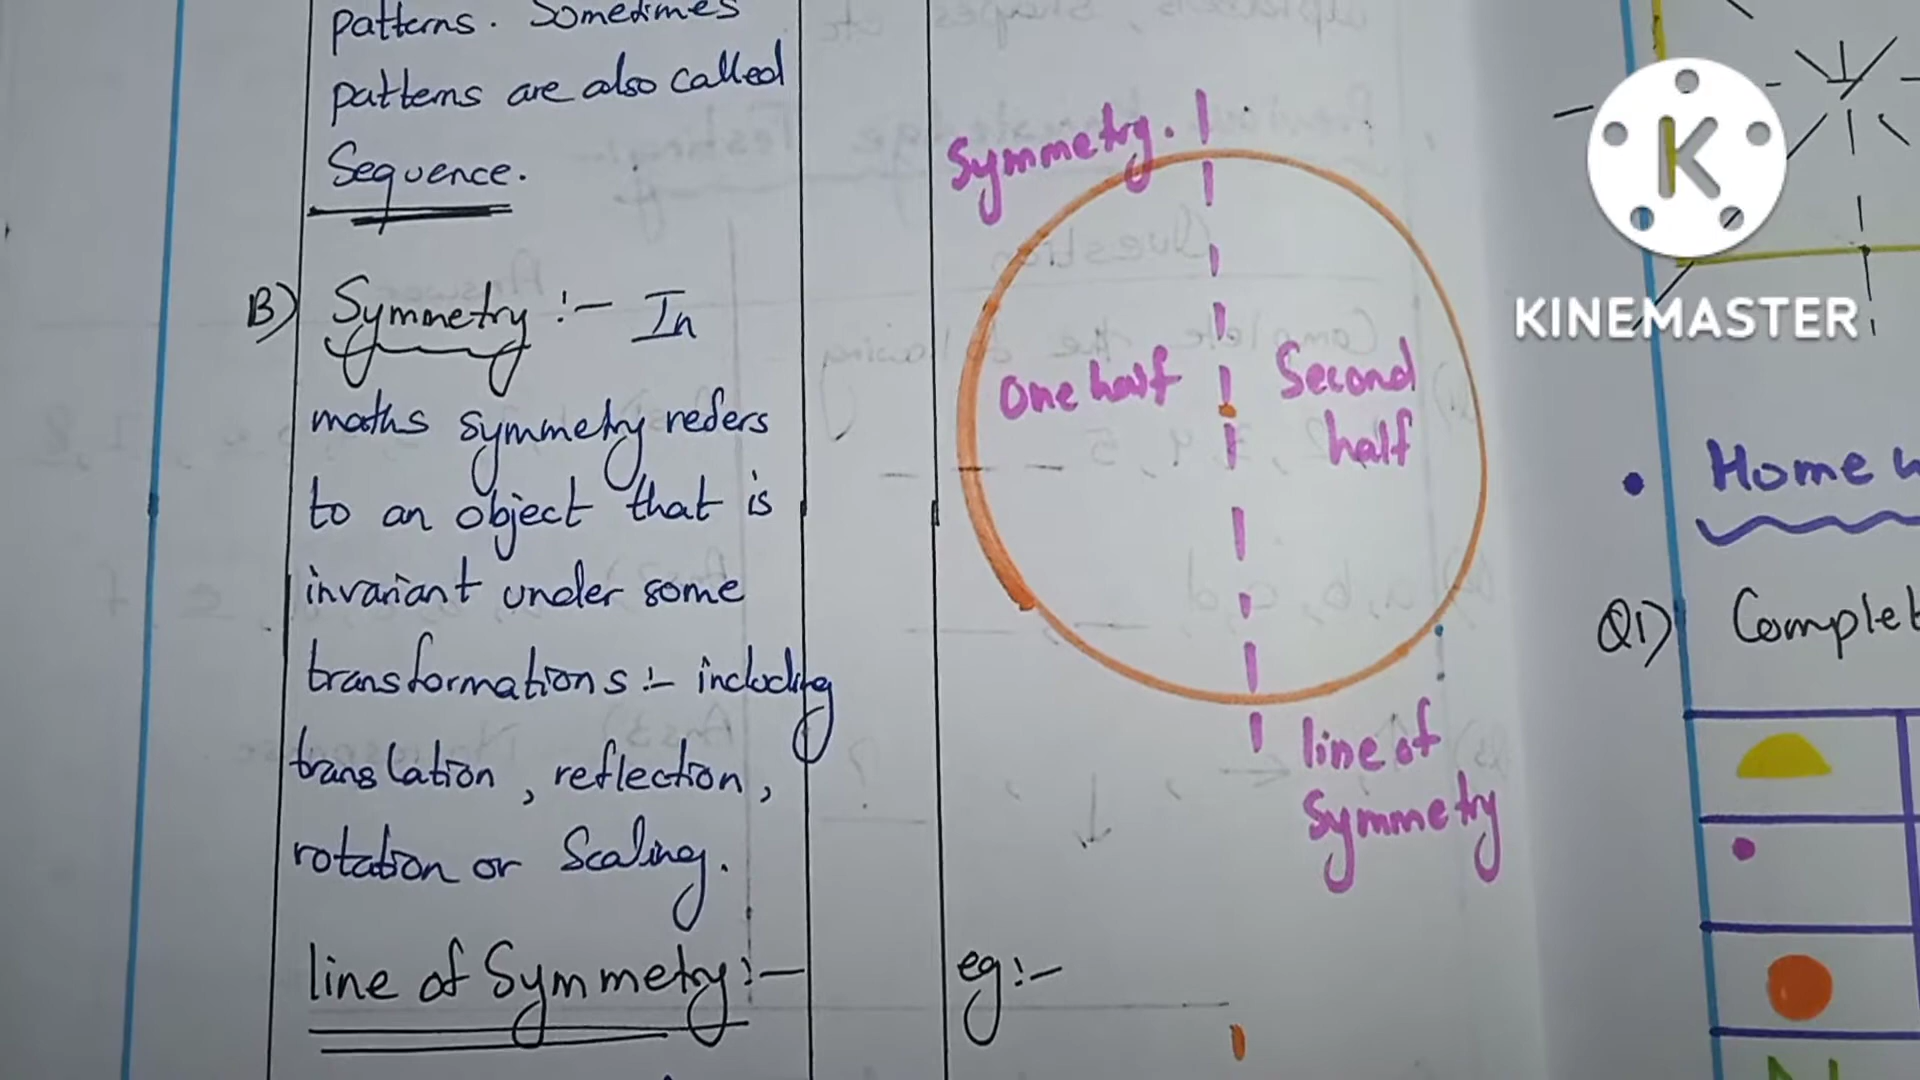 patterns. Sometimes
patterns are also called
Sequence.
B) Symmetry :- In
maths symmetry reders
to an object that is
invariant under some
transformations :- including
translation, reflection,
rotation or Scaling.
line of Symmetry :-
Symmetry.
One half
Second
half
line of
Symmetry
eg :-
KINEMASTER
Home
Q1)